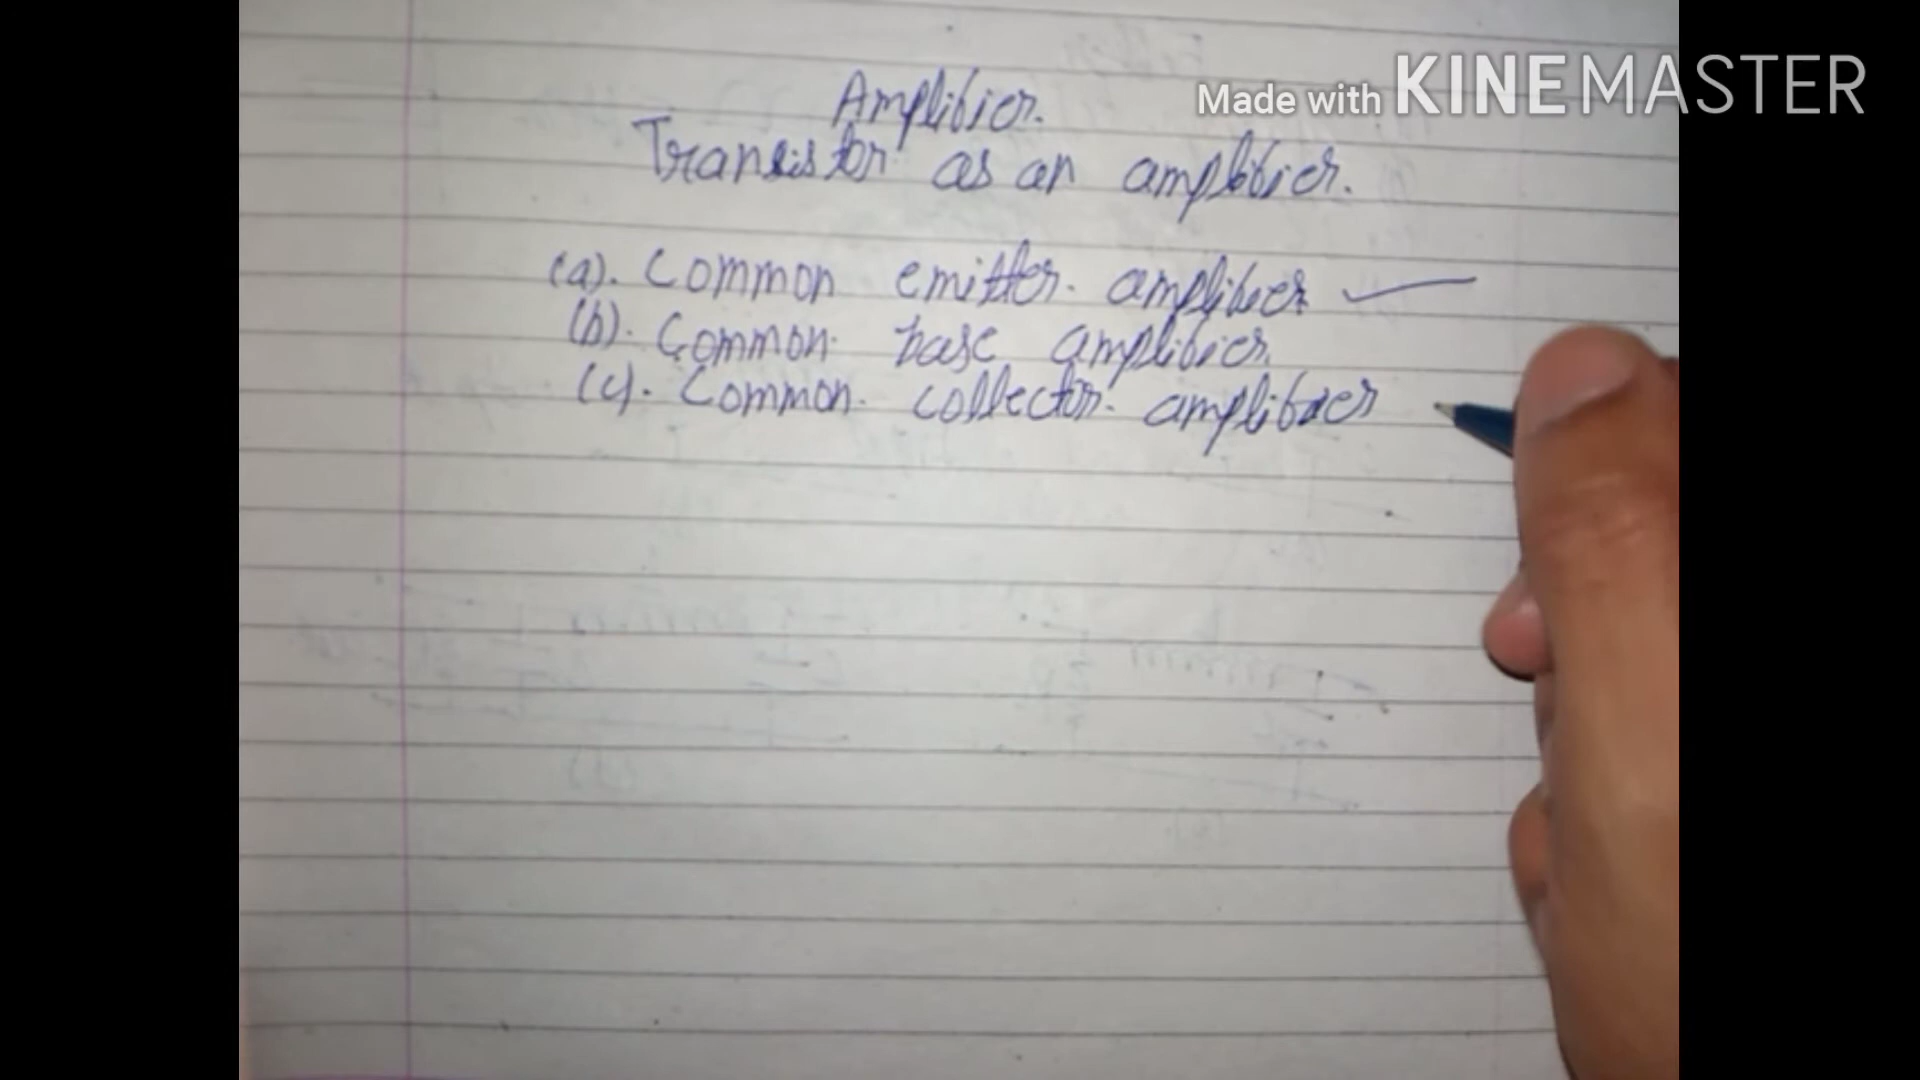 Made with KINEMASTER
Amplifier.
Transistor as an amplifier.
(a). Common emitter. amplifier
(b). Common. base amplifier.
(c). Common. collector. amplifier